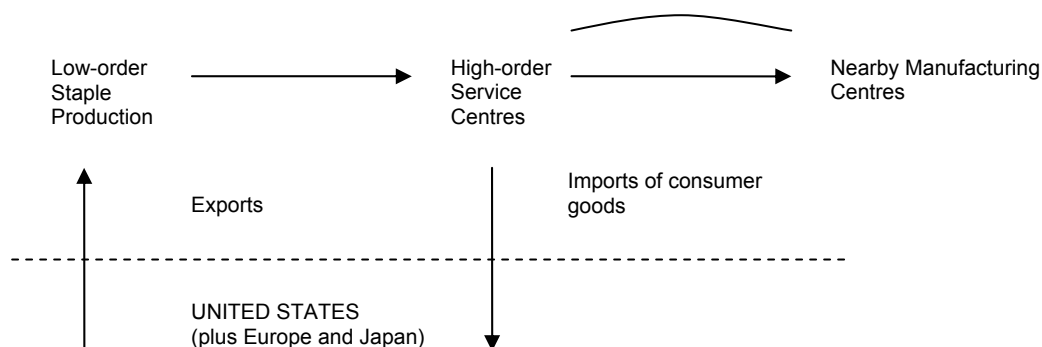 Low-order
Staple
Production
High-order
Service
Centres
Nearby Manufacturing
Centres
Exports
Imports of consumer
goods
UNITED STATES
(plus Europe and Japan)